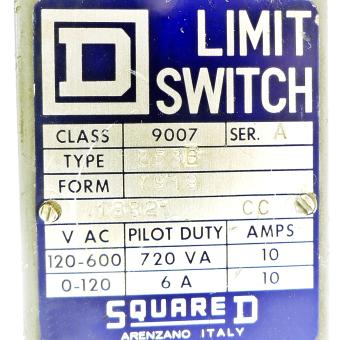 D LIMIT
SWITCH
CLASS 9007 SER. A
TYPE
FORM Y1919
CC
V AC PILOT DUTY AMPS
120-600 720 VA 10
0-120 6 A 10
SQUARE D
ARENZANO ITALY